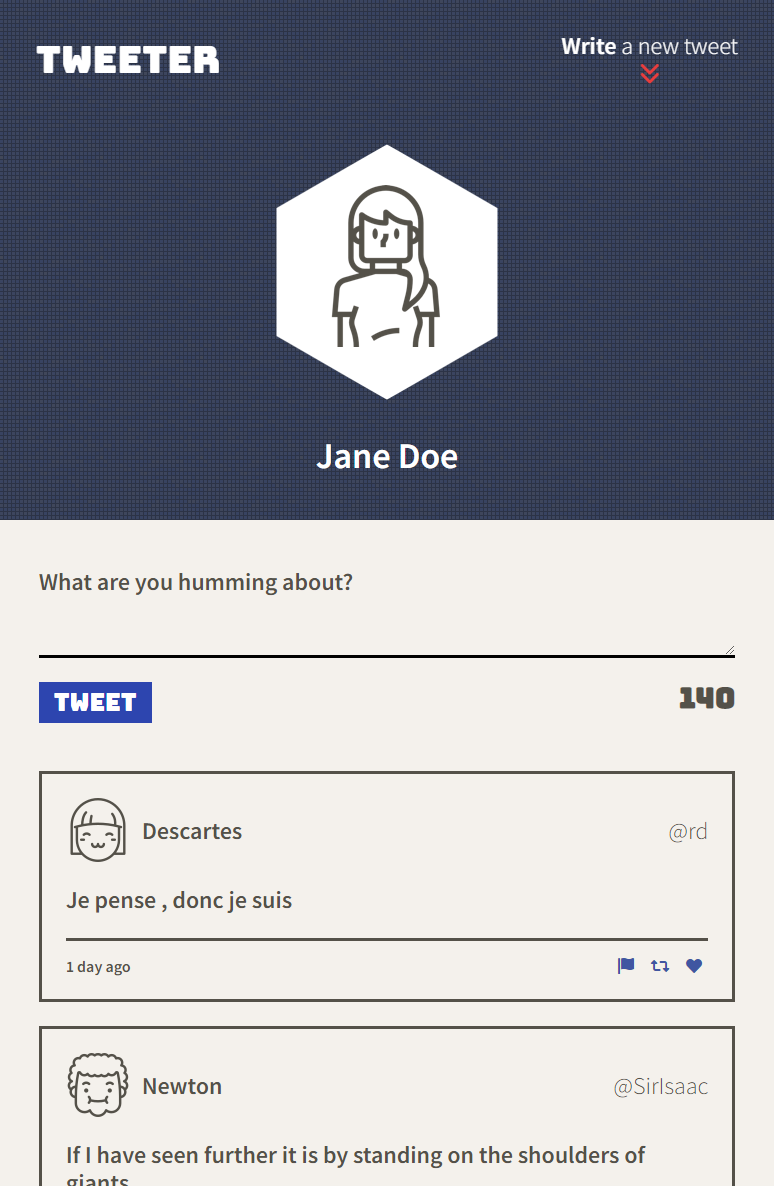 TWEETER
Write a new tweet
Jane Doe
What are you humming about?
TWEET
140
Descartes
@rd
Je pense , donc je suis
1 day ago
Newton
@SirIsaac
If I have seen further it is by standing on the shoulders of
giants